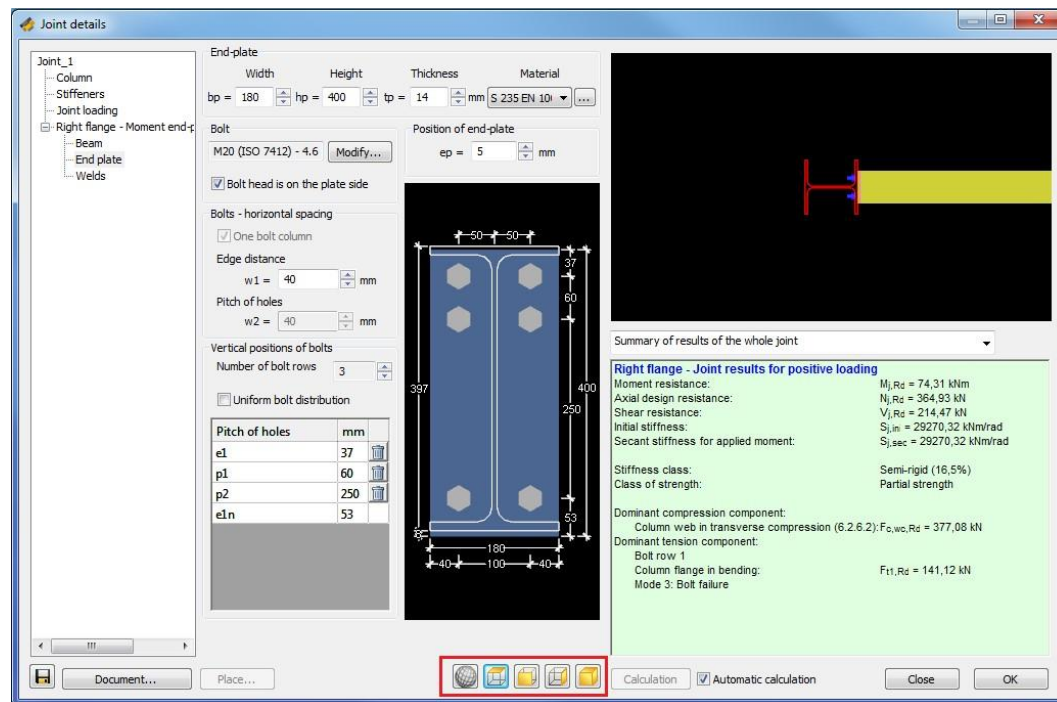 Joint details
Joint_1
Column
Stiffeners
Joint loading
Right flange - Moment end-p
Beam
End plate
Welds
End-plate
Width Height Thickness Material
bp = 180 hp = 400 tp = 14 mm S 235 EN 10
Bolt
M20 (ISO 7412) - 4.6 Modify...
Bolt head is on the plate side
Position of end-plate
ep = 5 mm
Bolts - horizontal spacing
One bolt column
Edge distance
w1 = 40 mm
Pitch of holes
w2 = 40 mm
Vertical positions of bolts
Number of bolt rows 3
Uniform bolt distribution
Pitch of holes mm
e1 37
p1 60
p2 250
e1n 53
50 50
37
60
397
400
250
53
180
40 100 40
Summary of results of the whole joint
Right flange - Joint results for positive loading
Moment resistance: Mj,Rd = 74,31 kNm
Axial design resistance: Nj,Rd = 364,93 kN
Shear resistance: Vj,Rd = 214,47 kN
Initial stiffness: Sj,ini = 29270,32 kNm/rad
Secant stiffness for applied moment: Sj,sec = 29270,32 kNm/rad
Stiffness class: Semi-rigid (16,5%)
Class of strength: Partial strength
Dominant compression component:
Column web in transverse compression (6.2.6.2): Fc,wc,Rd = 377,08 kN
Dominant tension component:
Bolt row 1
Column flange in bending: Ft1,Rd = 141,12 kN
Mode 3: Bolt failure
Document... Place... Calculation Automatic calculation Close OK